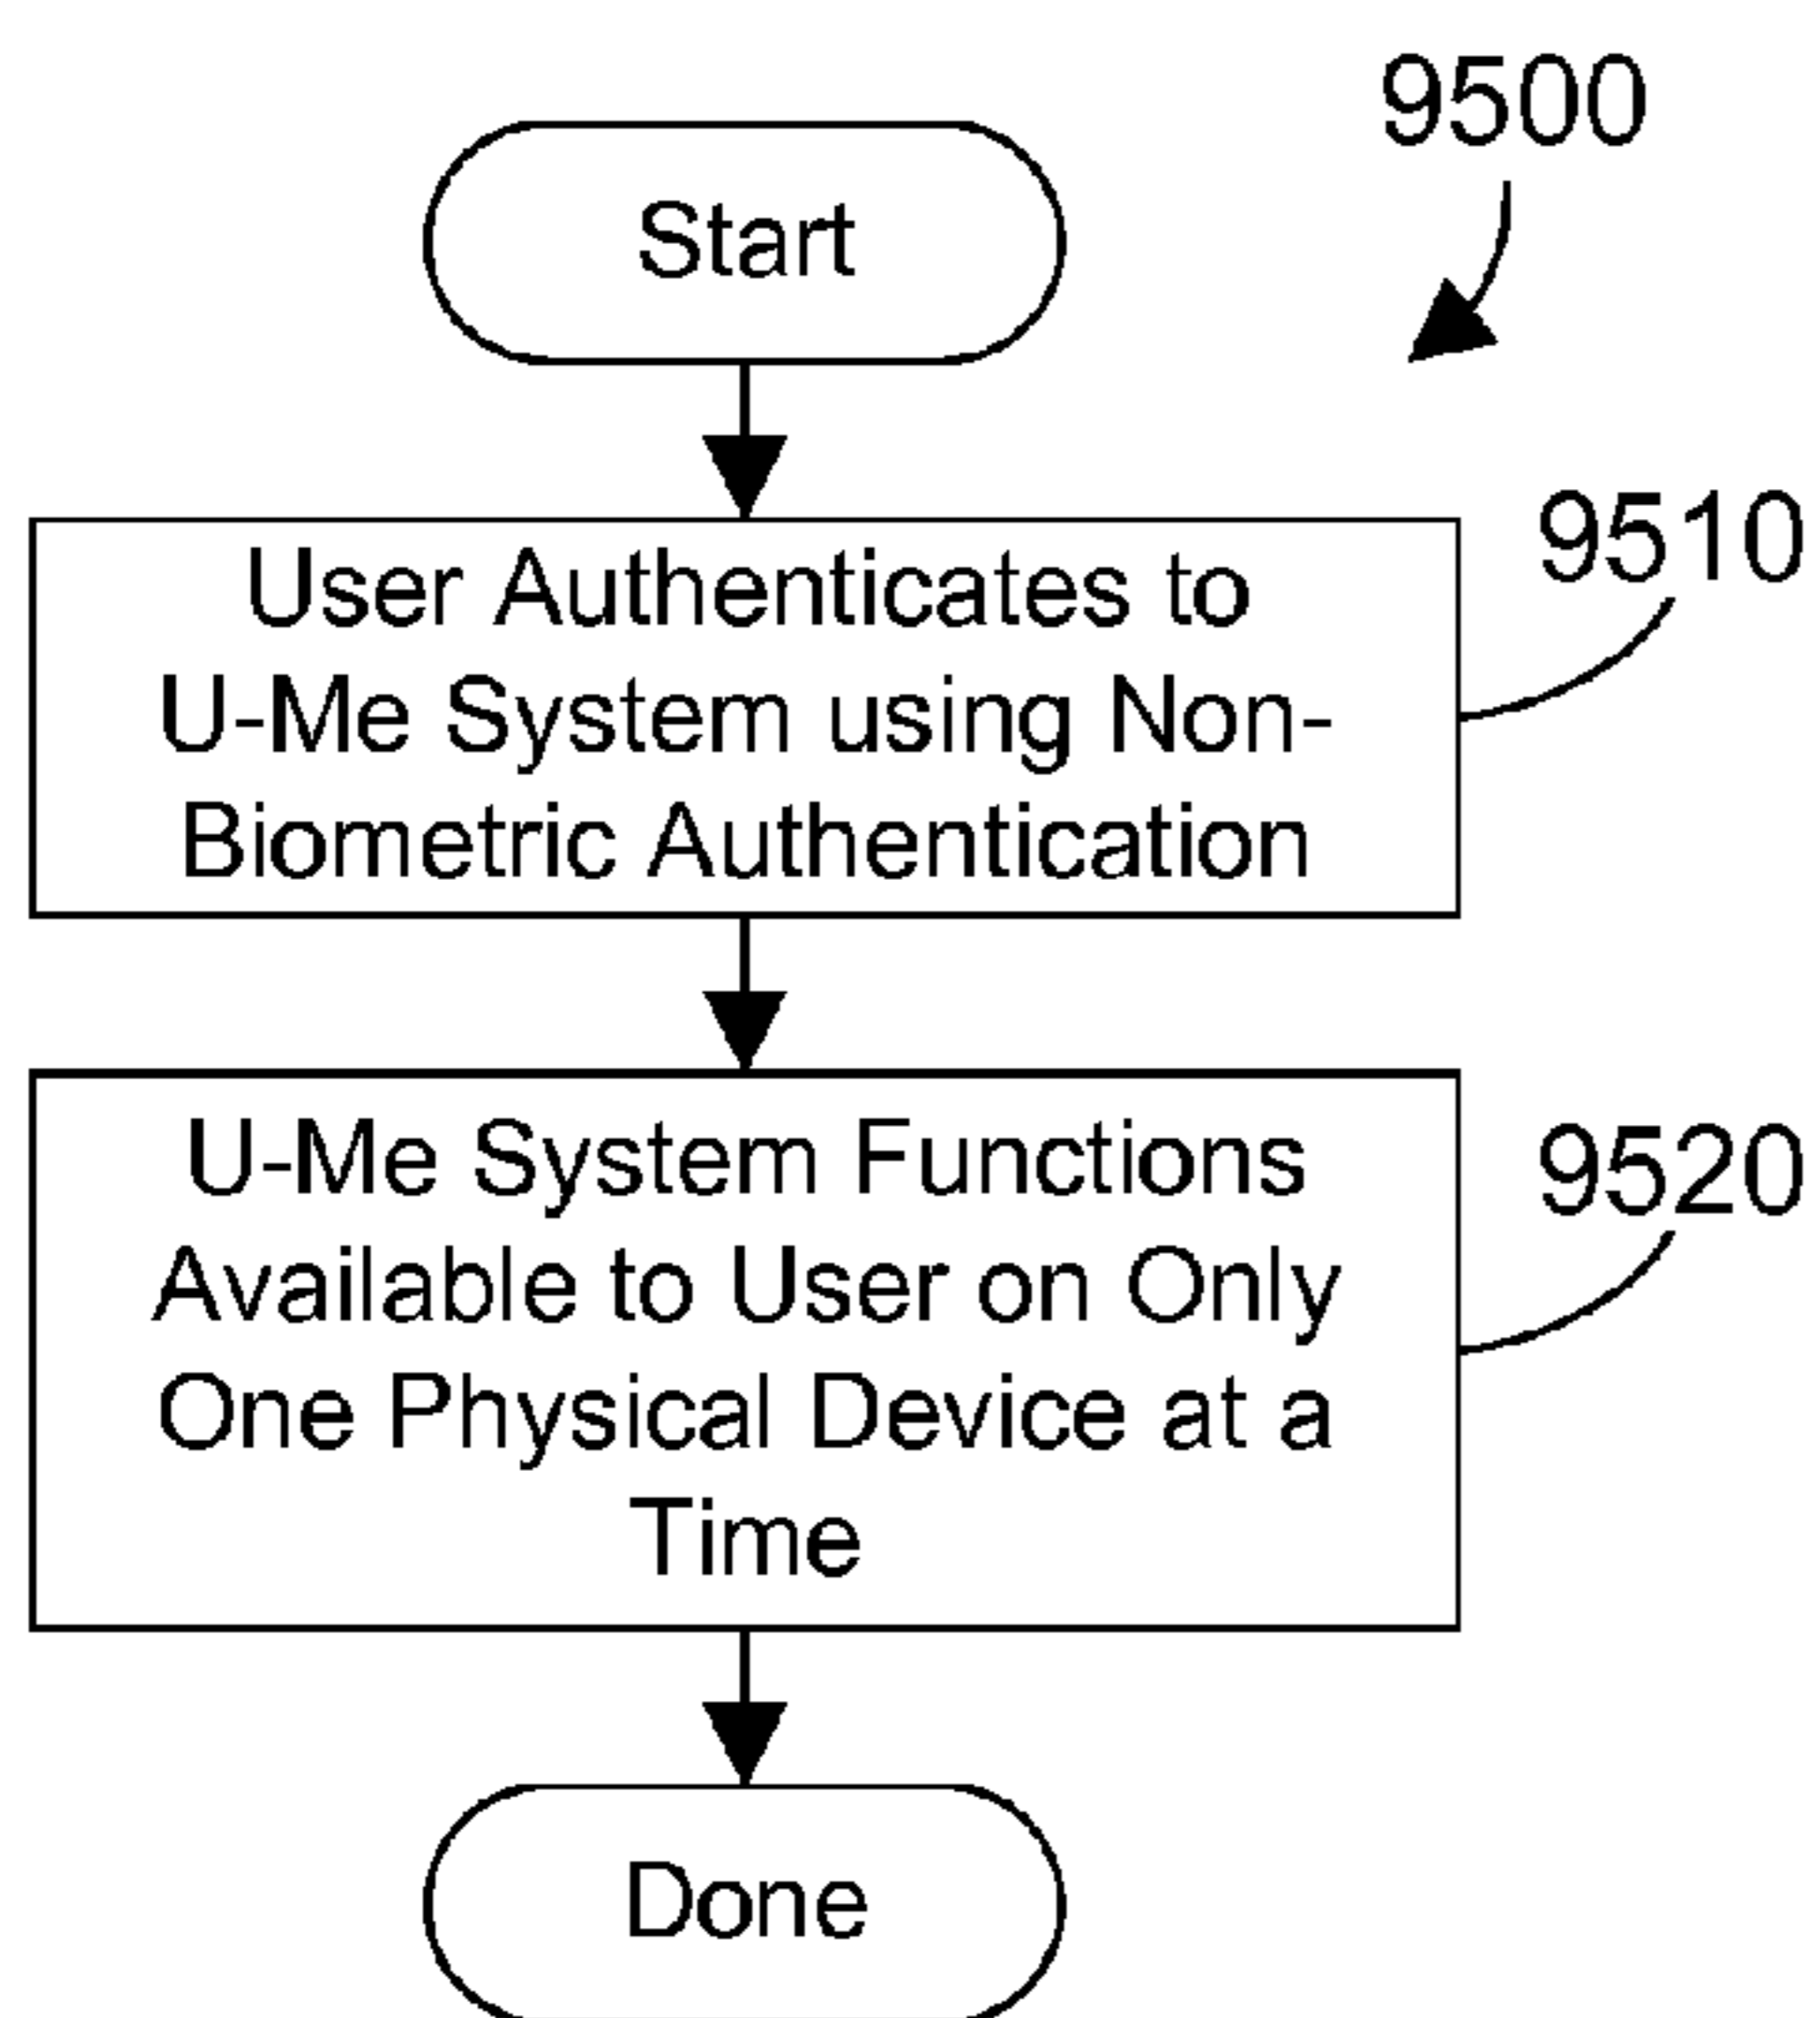 9500
Start
9510
User Authenticates to
U-Me System using Non-
Biometric Authentication
9520
U-Me System Functions
Available to User on Only
One Physical Device at a
Time
Done